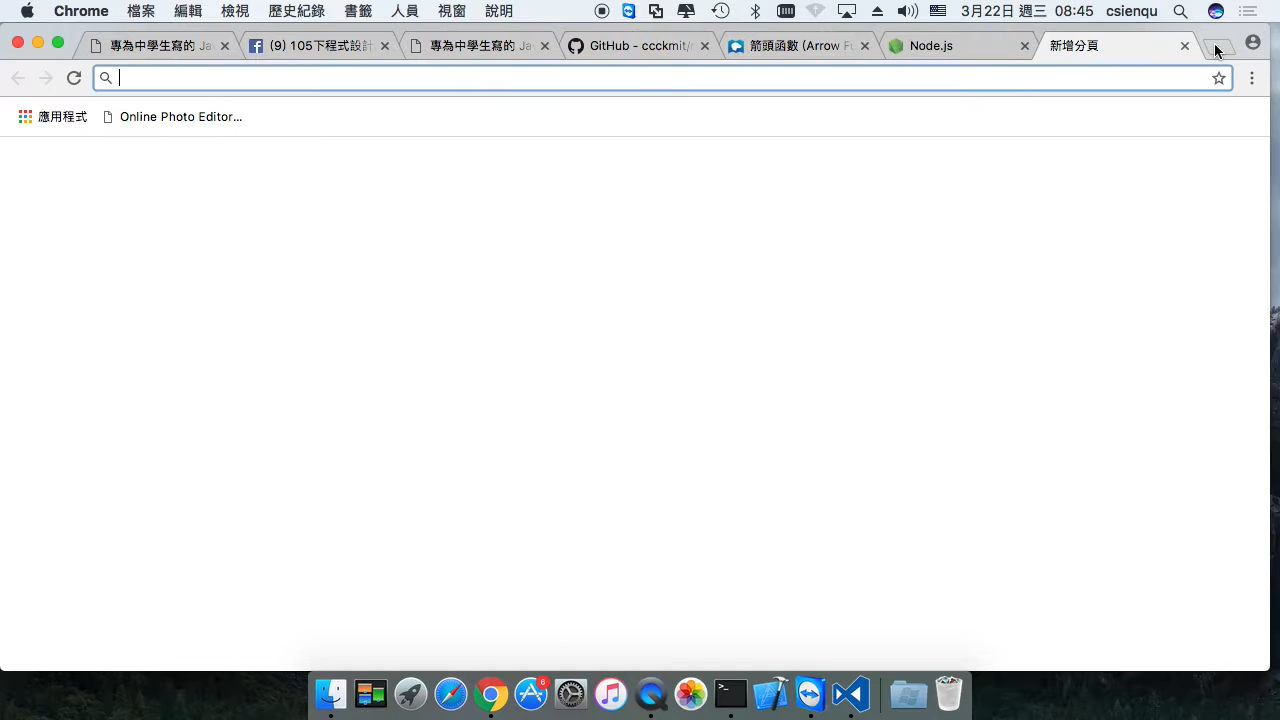 Chrome 檔案 編輯 檢視 歷史紀錄 書籤 人員 視窗 說明 3月22日 週三 08:45 csienqu
專為中學生寫的 Ja (9) 105下程式設計 專為中學生寫的 Ja GitHub - ccckmit/ 箭頭函數 (Arrow Fu Node.js 新增分頁
應用程式 Online Photo Editor...
6